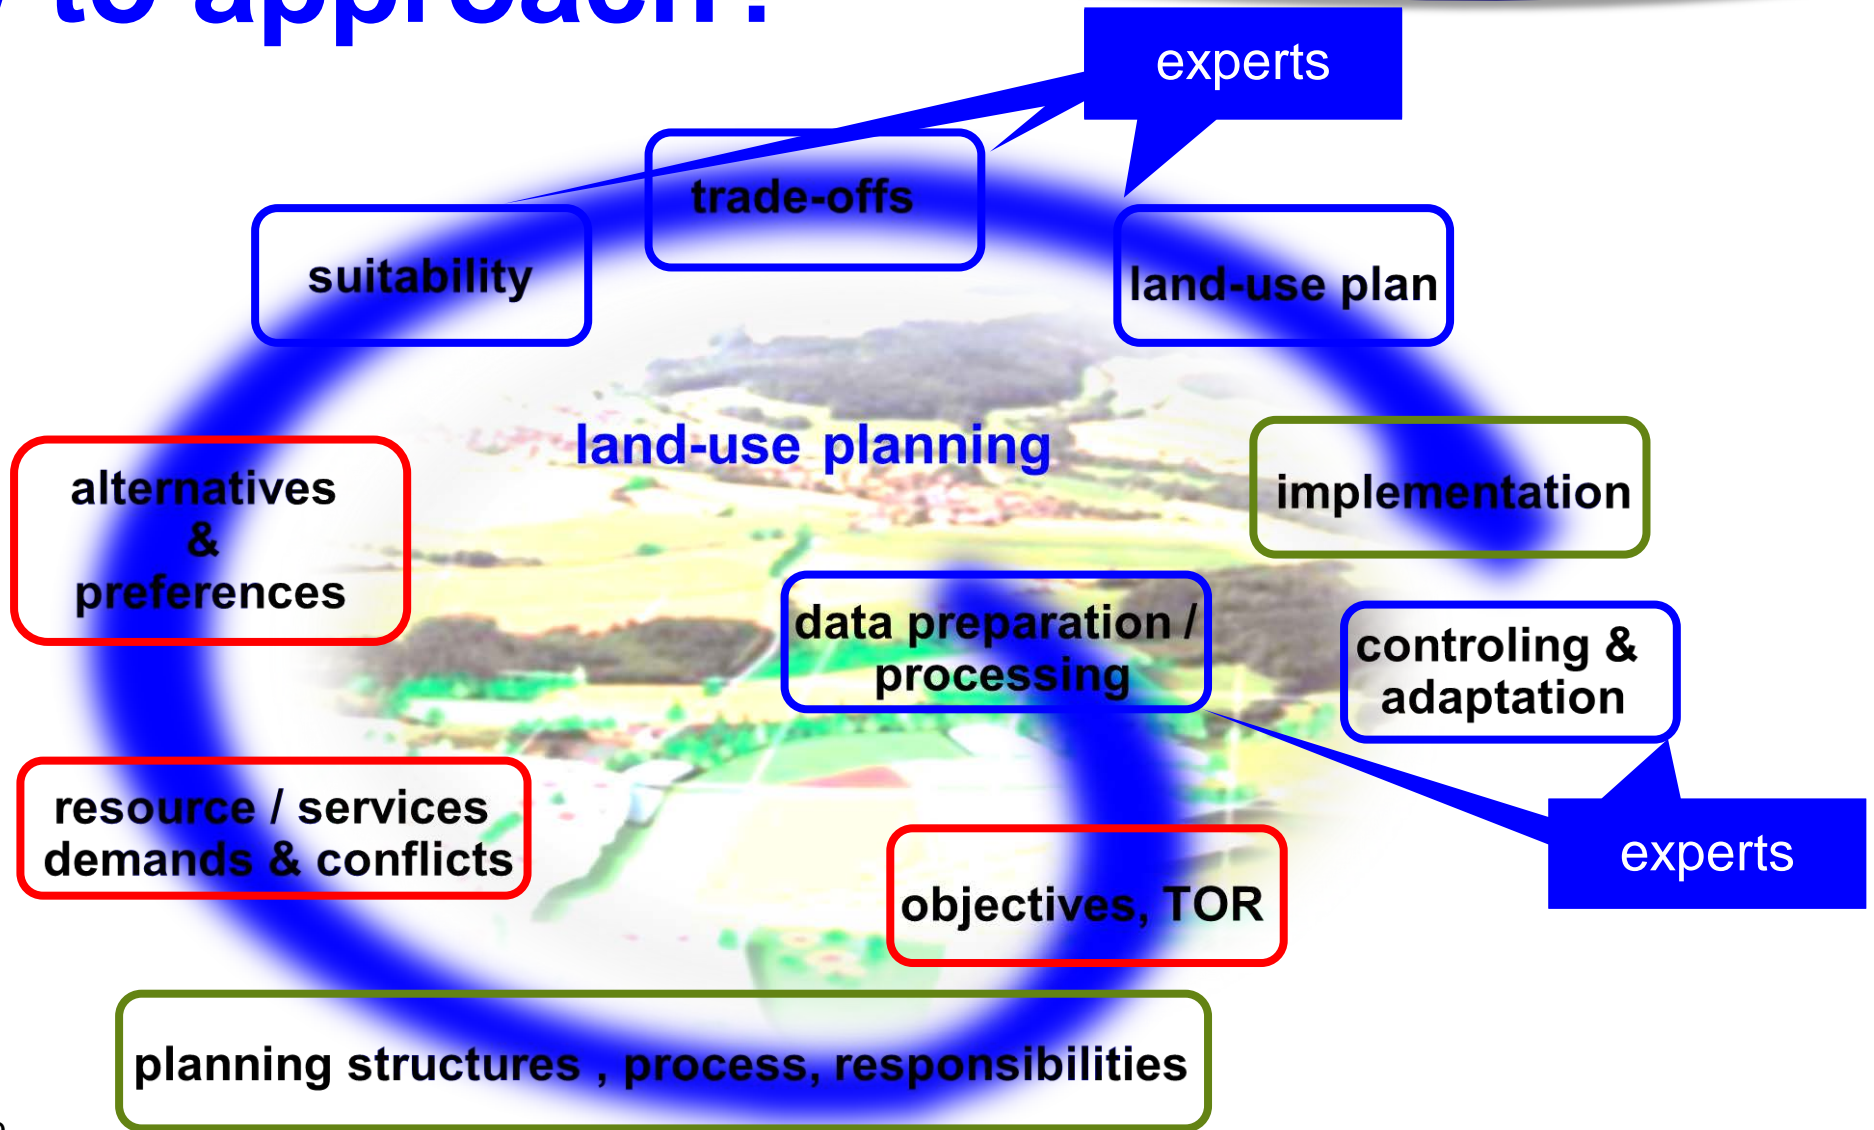 to approach?
experts
trade-offs
suitability
land-use plan
land-use planning
alternatives
&
preferences
implementation
data preparation /
processing
controling &
adaptation
resource / services
demands & conflicts
experts
objectives, TOR
planning structures , process, responsibilities